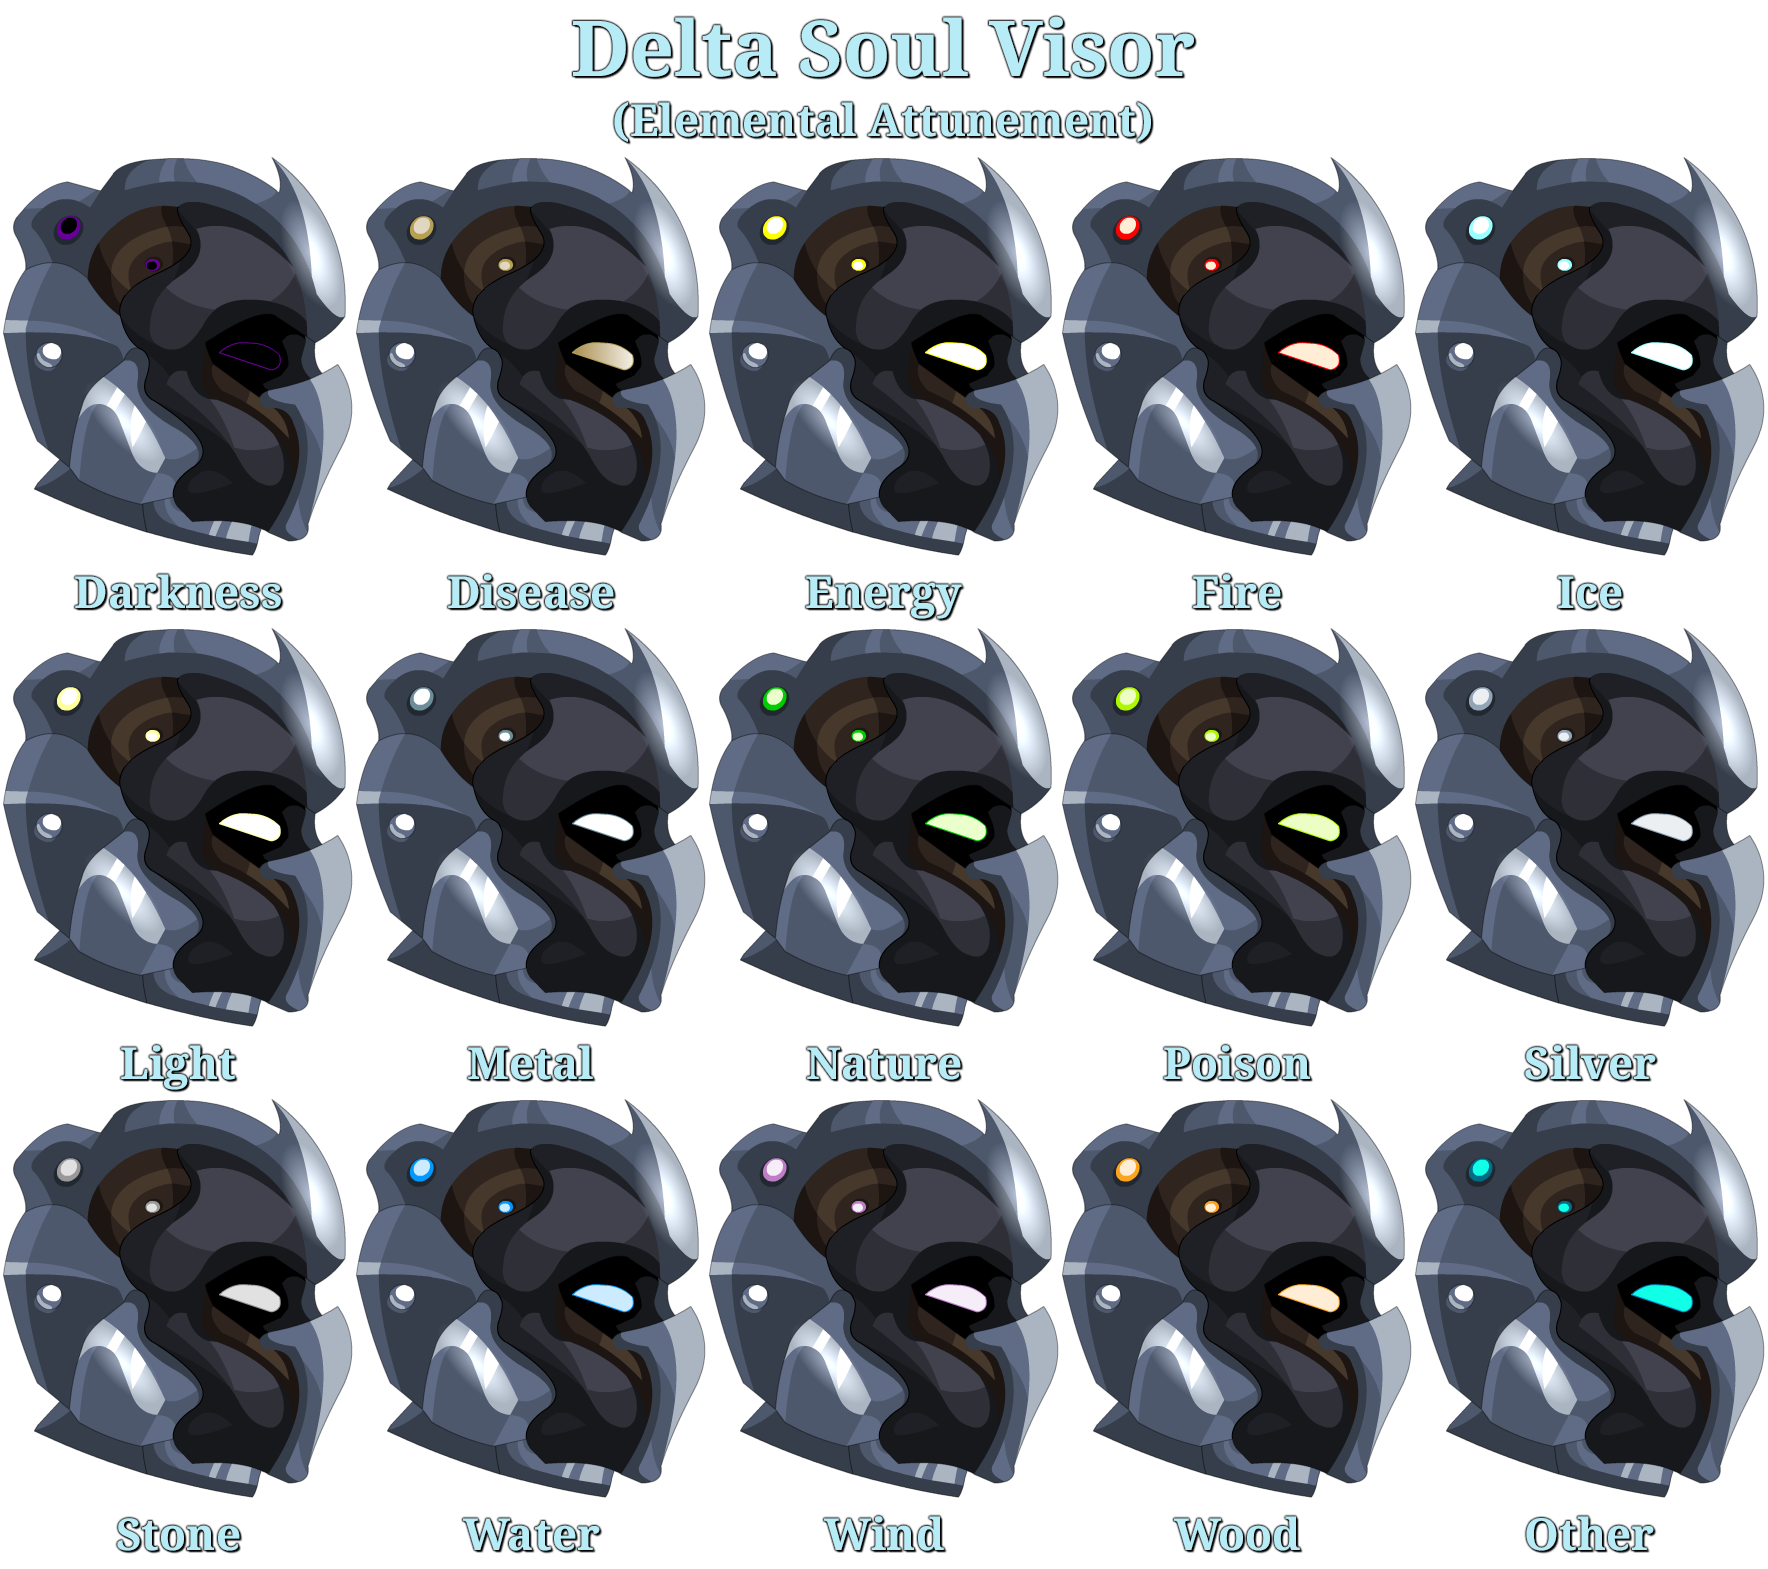 Delta Soul Visor
(Elemental Attunement)
Darkness Disease Energy Fire Ice
Light Metal Nature Poison Silver
Stone Water Wind Wood Other